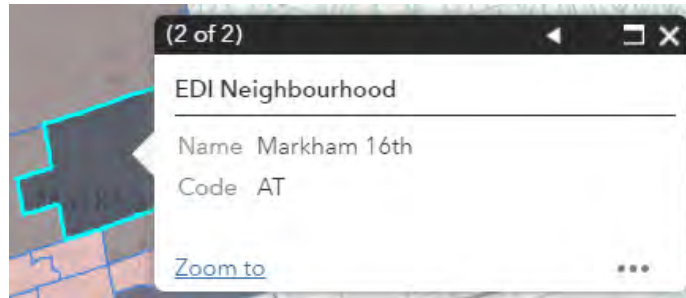 (2 of 2)
EDI Neighbourhood
Name Markham 16th
Code AT
Zoom to